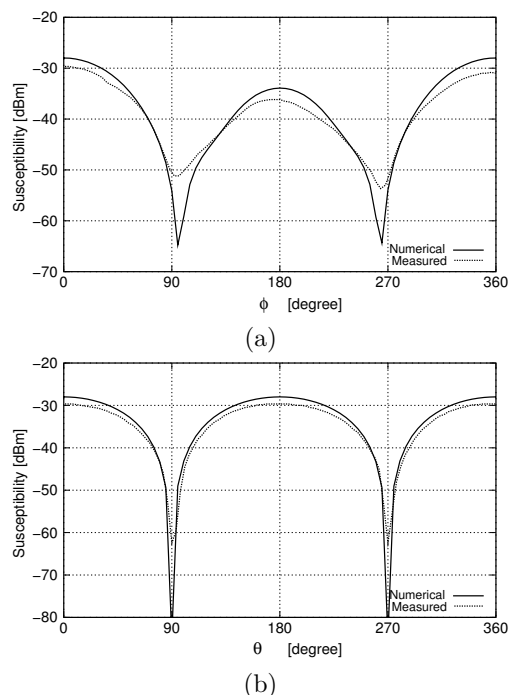 −20
−30
−40
−50
−60
−70
Susceptibility [dBm]
Numerical
Measured
0 90 180 270 360
ϕ [degree]
(a)
−20
−30
−40
−50
−60
−70
−80
Susceptibility [dBm]
Numerical
Measured
0 90 180 270 360
θ [degree]
(b)